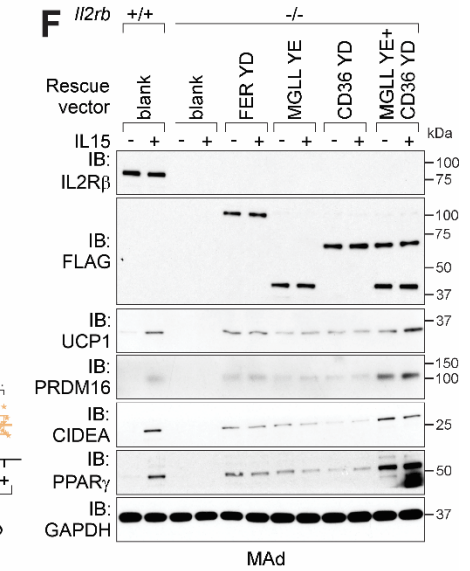 F
Il2rb +/+ -/-
Rescue vector
blank blank FER YD MGLL YE CD36 YD MGLL YE+ CD36 YD
IL15 - + - + - + - + - + - + kDa
IB: IL2Rβ 100 75
IB: FLAG 100 75 50 37
IB: UCP1 37
IB: PRDM16 150 100
IB: CIDEA 25
IB: PPARγ 50
IB: GAPDH 37
MAd
+